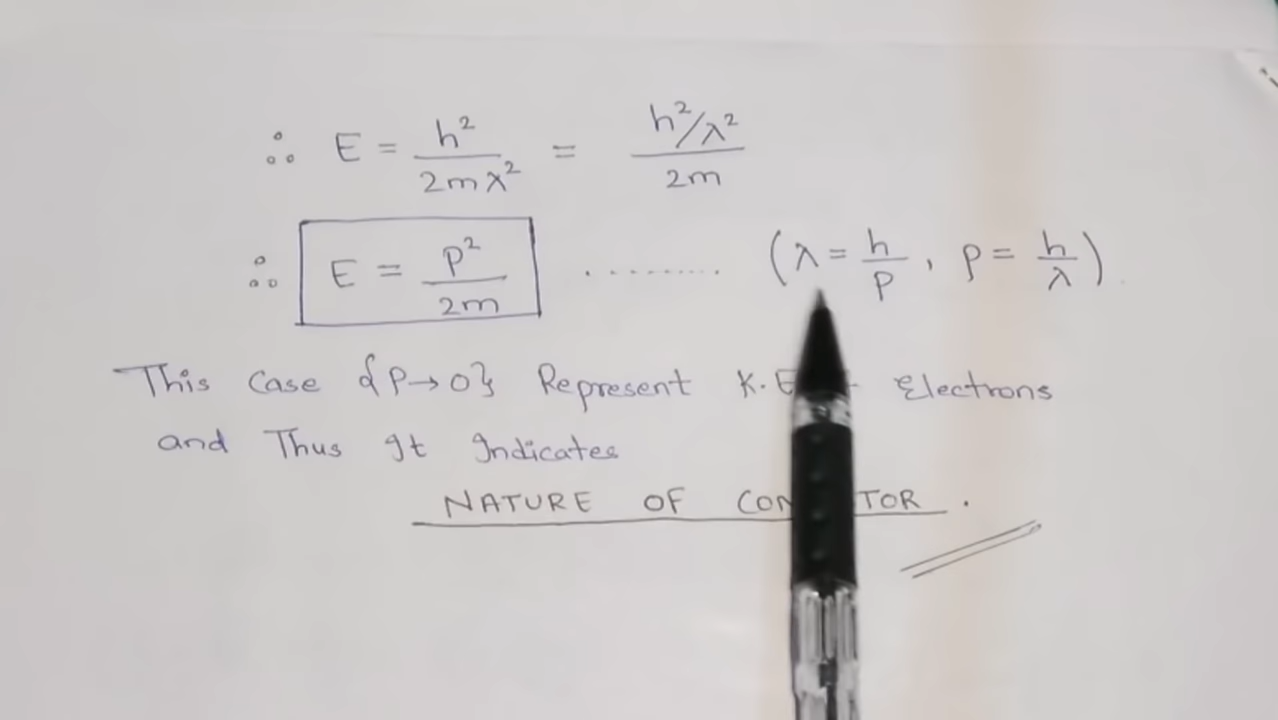 ∴ E = h²/2mλ² = h²/λ²/2m
∴ E = P²/2m ......... (λ = h/P, P = h/λ)
This Case {P→0} Represent Electrons
and Thus It Indicates
NATURE OF